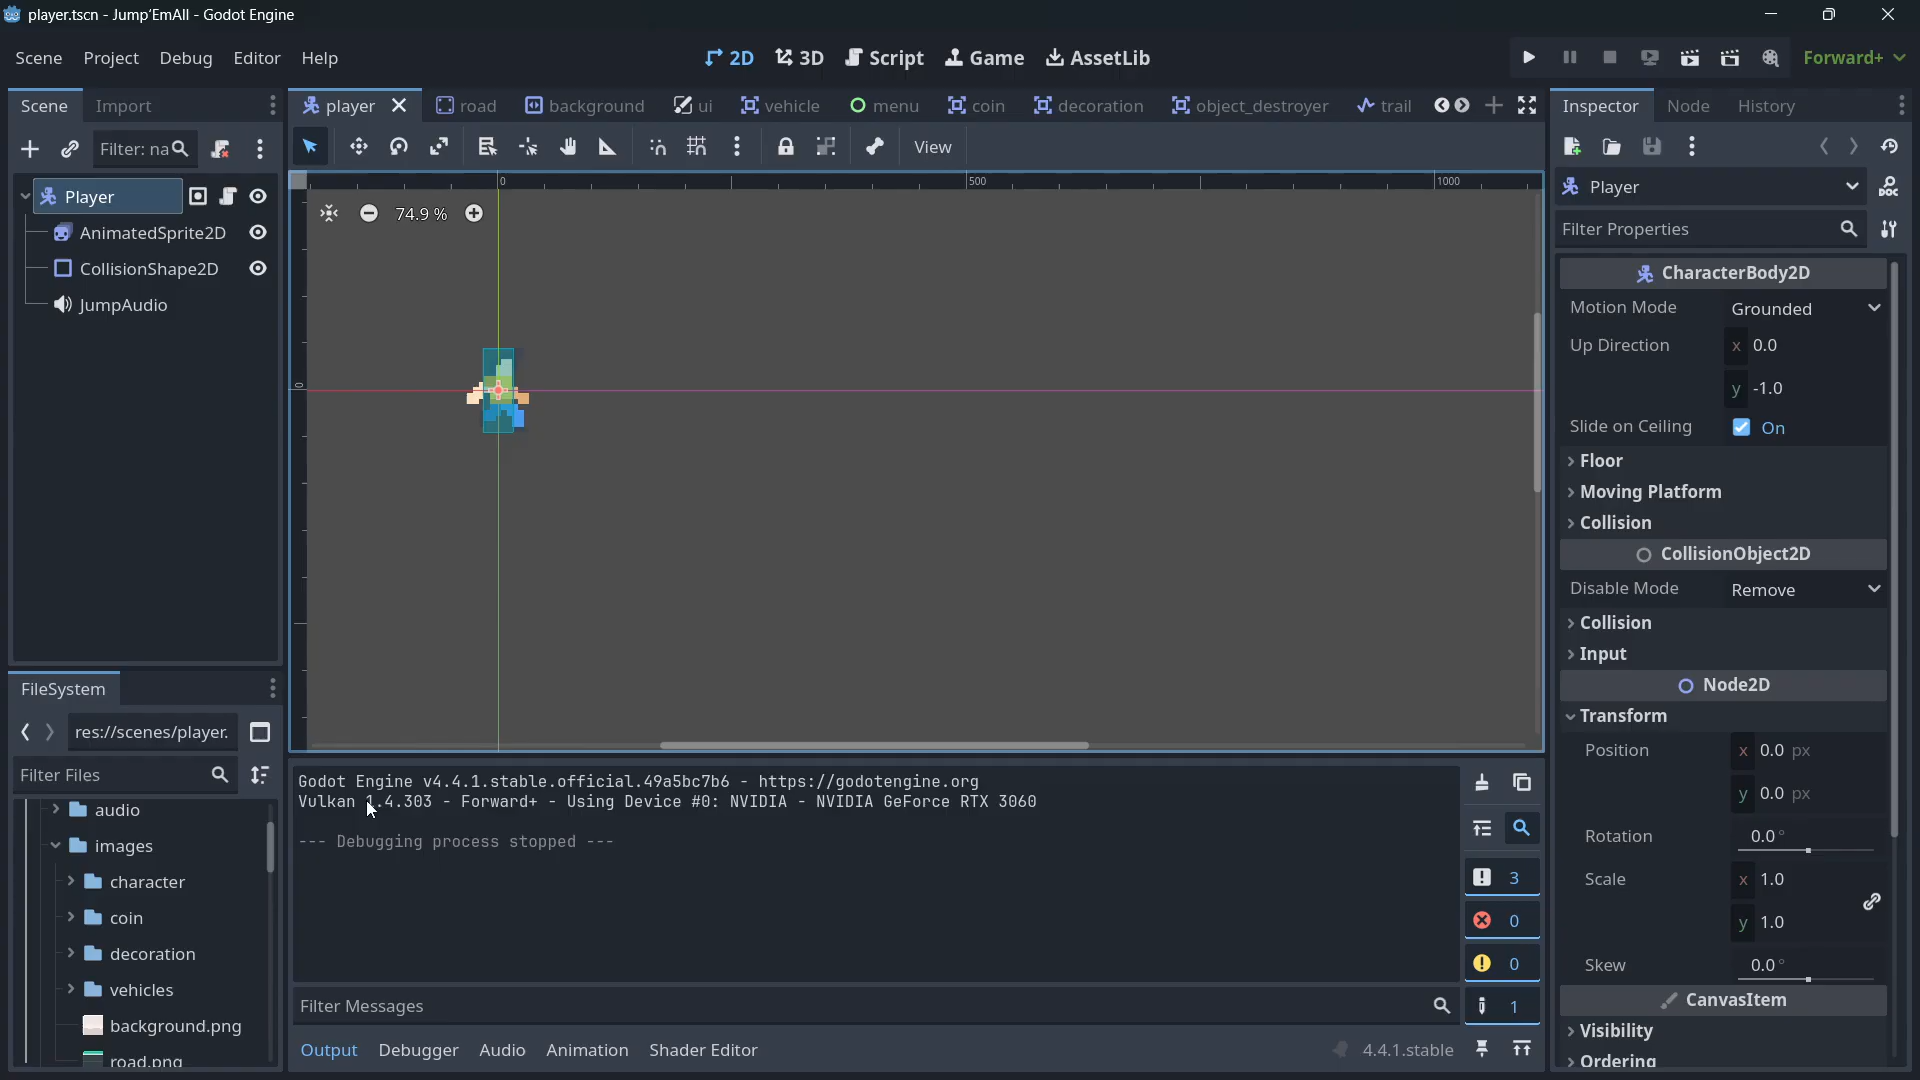 player.tscn - Jump'EmAll - Godot Engine
Scene Project Debug Editor Help
2D 3D Script Game AssetLib
Forward+
Scene Import
player road background ui vehicle menu coin decoration object_destroyer trail
Inspector Node History
Filter: na
View
Player
AnimatedSprite2D
CollisionShape2D
JumpAudio
0 500 1000
74.9 %
0
FileSystem
res://scenes/player.
Filter Files
audio
images
character
coin
decoration
vehicles
background.png
road.png
Godot Engine v4.4.1.stable.official.49a5bc7b6 - https://godotengine.org
Vulkan 1.4.303 - Forward+ - Using Device #0: NVIDIA - NVIDIA GeForce RTX 3060
--- Debugging process stopped ---
3
0
0
1
Filter Messages
Output Debugger Audio Animation Shader Editor
4.4.1.stable
Player
Filter Properties
CharacterBody2D
Motion Mode Grounded
Up Direction x 0.0
y -1.0
Slide on Ceiling On
Floor
Moving Platform
Collision
CollisionObject2D
Disable Mode Remove
Collision
Input
Node2D
Transform
Position x 0.0 px
y 0.0 px
Rotation 0.0 °
Scale x 1.0
y 1.0
Skew 0.0 °
CanvasItem
Visibility
Ordering